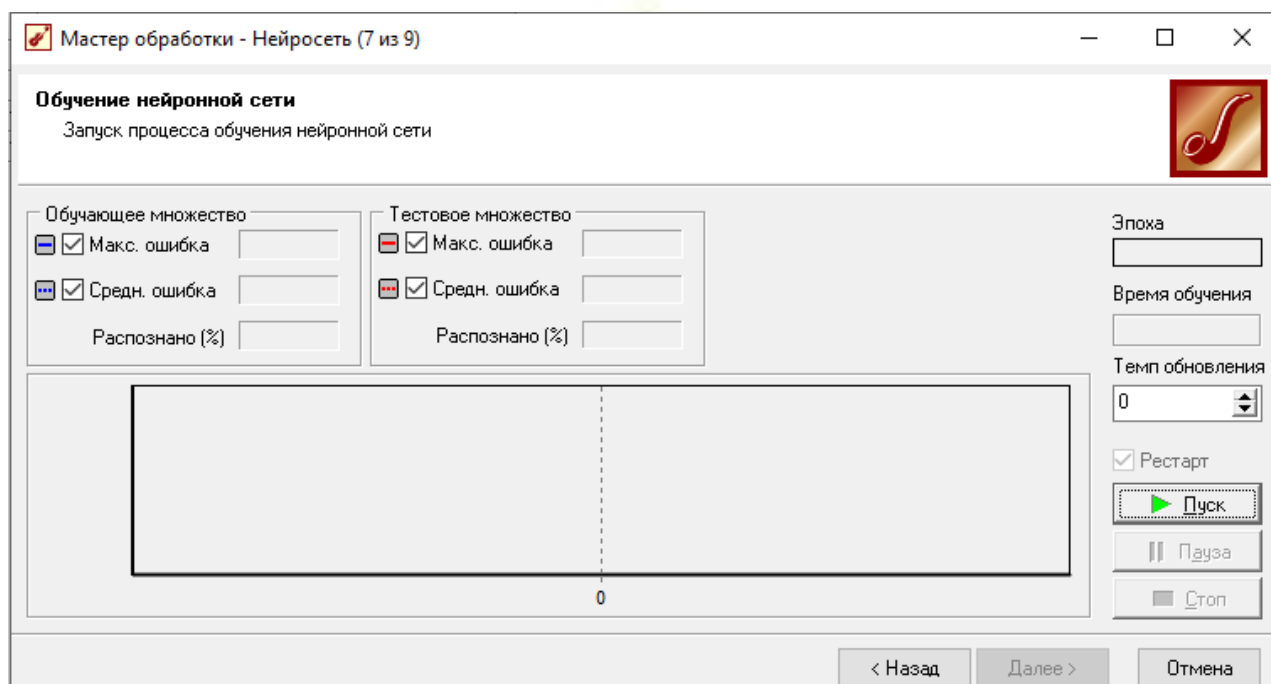 Мастер обработки - Нейросеть (7 из 9)
Обучение нейронной сети
Запуск процесса обучения нейронной сети
Обучающее множество
Макс. ошибка
Средн. ошибка
Распознано (%)
Тестовое множество
Макс. ошибка
Средн. ошибка
Распознано (%)
Эпоха
Время обучения
Темп обновления
0
Рестарт
Пуск
Пауза
Стоп
0
< Назад
Далее >
Отмена